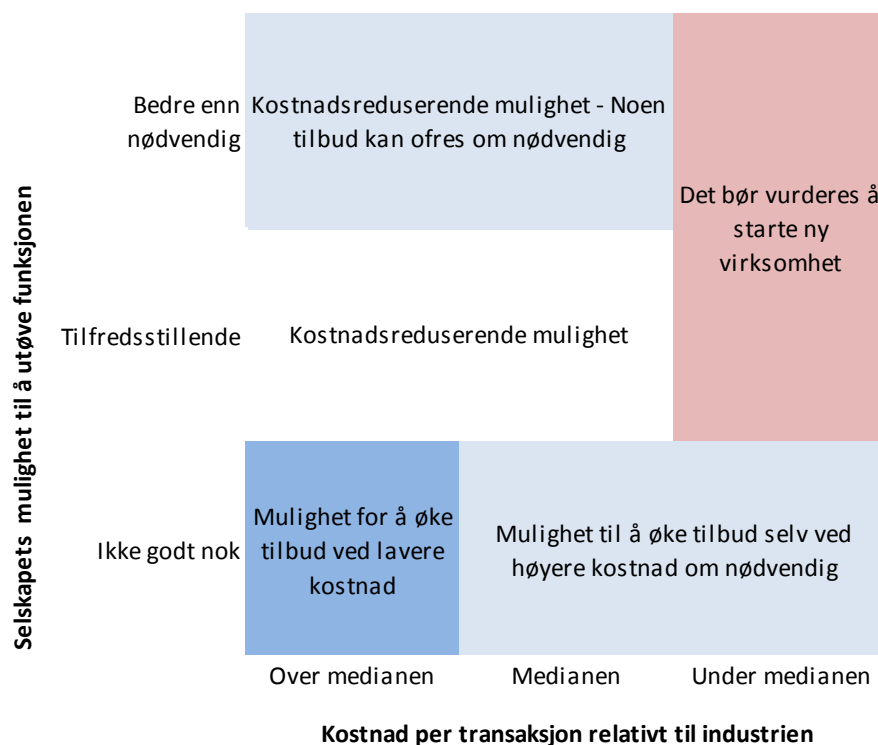 Selskapets mulighet til å utøve funksjonen
Bedre enn
nødvendig
Kostnadsreduserende mulighet - Noen
tilbud kan ofres om nødvendig
Det bør vurderes å
starte ny
virksomhet
Tilfredsstillende
Kostnadsreduserende mulighet
Ikke godt nok
Mulighet for å øke
tilbud ved lavere
kostnad
Mulighet til å øke tilbud selv ved
høyere kostnad om nødvendig
Over medianen
Medianen
Under medianen
Kostnad per transaksjon relativt til industrien